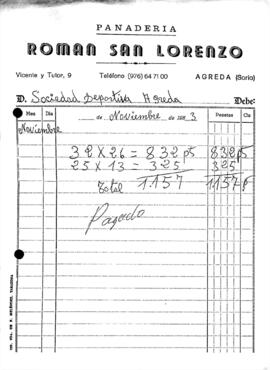 PANADERIA
ROMAN SAN LORENZO
Vicente y Tutor, 9 Teléfono (976) 64 71 00 AGREDA (Soria)
D. Sociedad Deportiva Agreda Debe:
Mes Día de Noviembre de 3 Pesetas Cts
Noviembre
32 X 26 = 832 pts 832 pts
25 X 13 = 325 325
Total 1.157 1.157 p
Pagado